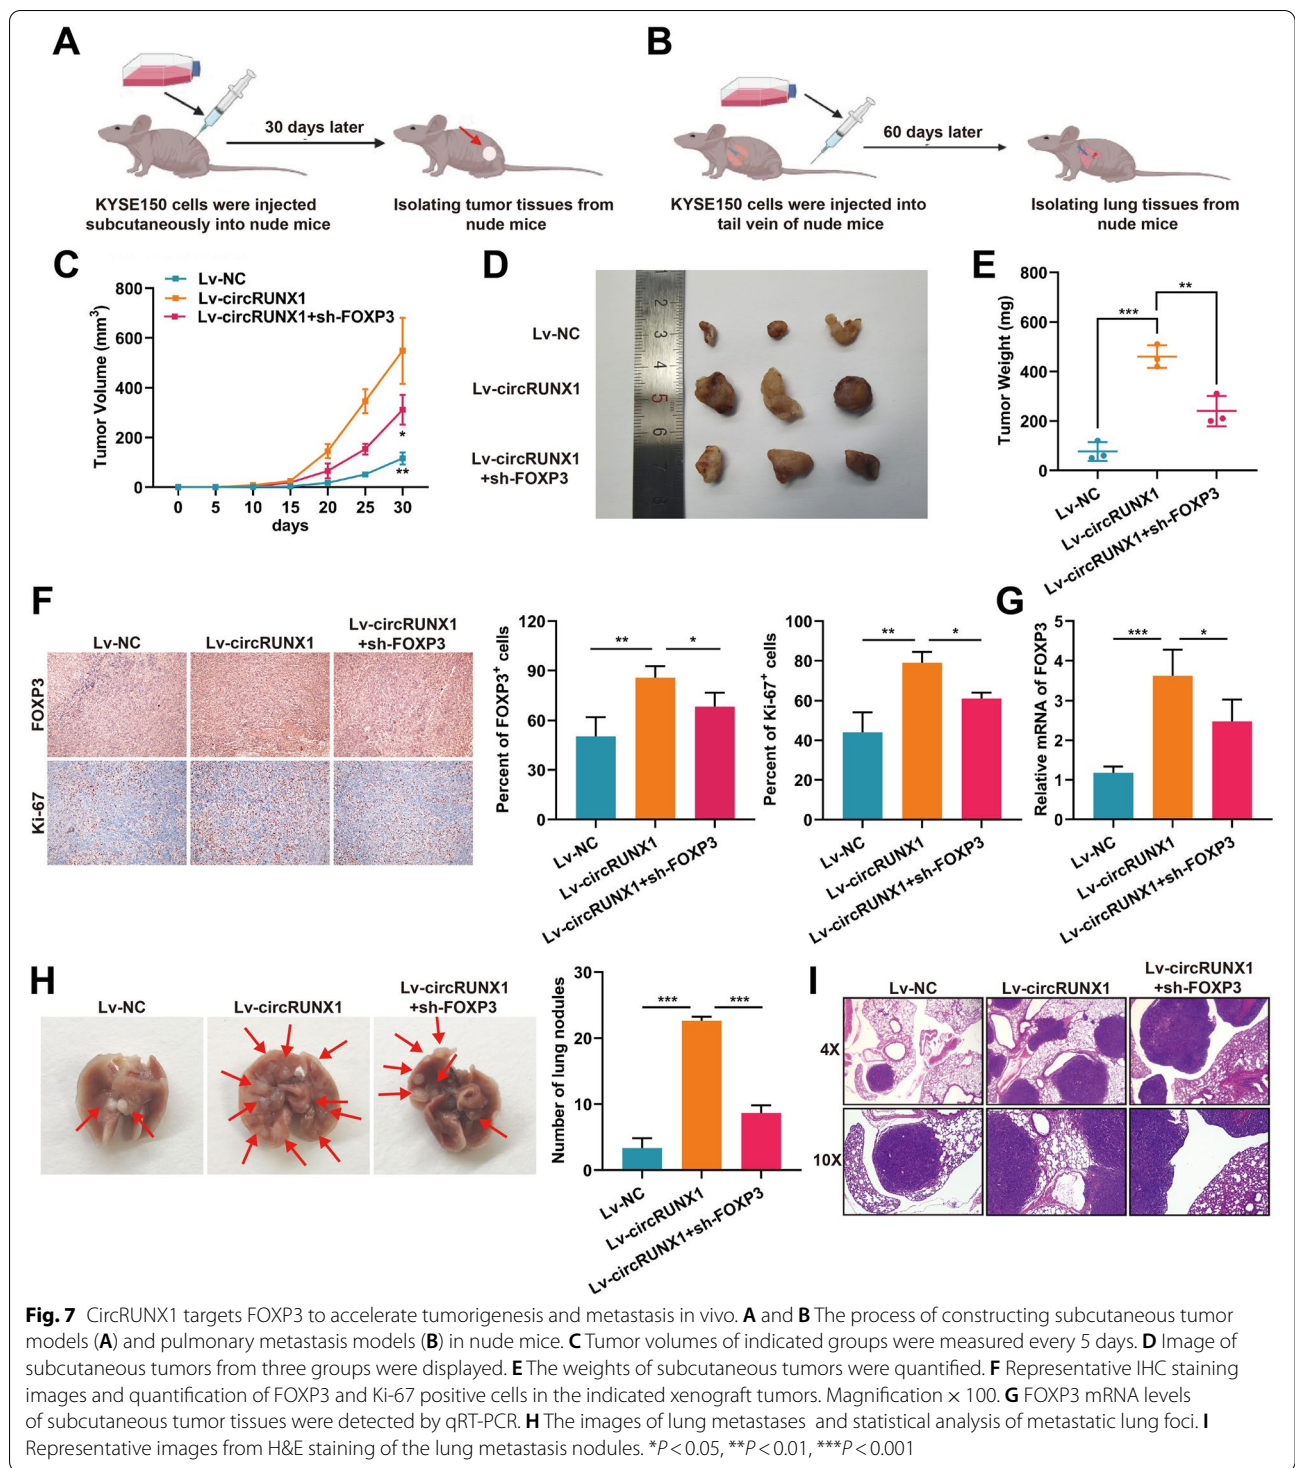 A
B
30 days later
60 days later
KYSE150 cells were injected
subcutaneously into nude mice
Isolating tumor tissues from
nude mice
KYSE150 cells were injected into
tail vein of nude mice
Isolating lung tissues from
nude mice
C
Lv-NC
Lv-circRUNX1
Lv-circRUNX1+sh-FOXP3
Tumor Volume (mm³)
800
600
400
200
0
*
**
0 5 10 15 20 25 30
days
D
Lv-NC
Lv-circRUNX1
Lv-circRUNX1
+sh-FOXP3
1
2
3
4
5
6
7
8
E
Tumor Weight (mg)
800
600
400
200
0
***
**
Lv-NC
Lv-circRUNX1
Lv-circRUNX1+sh-FOXP3
F
Lv-NC
Lv-circRUNX1
Lv-circRUNX1
+sh-FOXP3
FOXP3
Ki-67
Percent of FOXP3⁺ cells
120
90
60
30
0
**
*
Lv-NC
Lv-circRUNX1
Lv-circRUNX1+sh-FOXP3
Percent of Ki-67⁺ cells
100
80
60
40
20
0
**
*
Lv-NC
Lv-circRUNX1
Lv-circRUNX1+sh-FOXP3
G
Relative mRNA of FOXP3
5
4
3
2
1
0
***
*
Lv-NC
Lv-circRUNX1
Lv-circRUNX1+sh-FOXP3
H
Lv-NC
Lv-circRUNX1
Lv-circRUNX1
+sh-FOXP3
Number of lung nodules
30
20
10
0
***
***
Lv-NC
Lv-circRUNX1
Lv-circRUNX1+sh-FOXP3
I
Lv-NC
Lv-circRUNX1
Lv-circRUNX1
+sh-FOXP3
4X
10X
Fig. 7 CircRUNX1 targets FOXP3 to accelerate tumorigenesis and metastasis in vivo. A and B The process of constructing subcutaneous tumor
models (A) and pulmonary metastasis models (B) in nude mice. C Tumor volumes of indicated groups were measured every 5 days. D Image of
subcutaneous tumors from three groups were displayed. E The weights of subcutaneous tumors were quantified. F Representative IHC staining
images and quantification of FOXP3 and Ki-67 positive cells in the indicated xenograft tumors. Magnification × 100. G FOXP3 mRNA levels
of subcutaneous tumor tissues were detected by qRT-PCR. H The images of lung metastases and statistical analysis of metastatic lung foci. I
Representative images from H&E staining of the lung metastasis nodules. *P < 0.05, **P < 0.01, ***P < 0.001